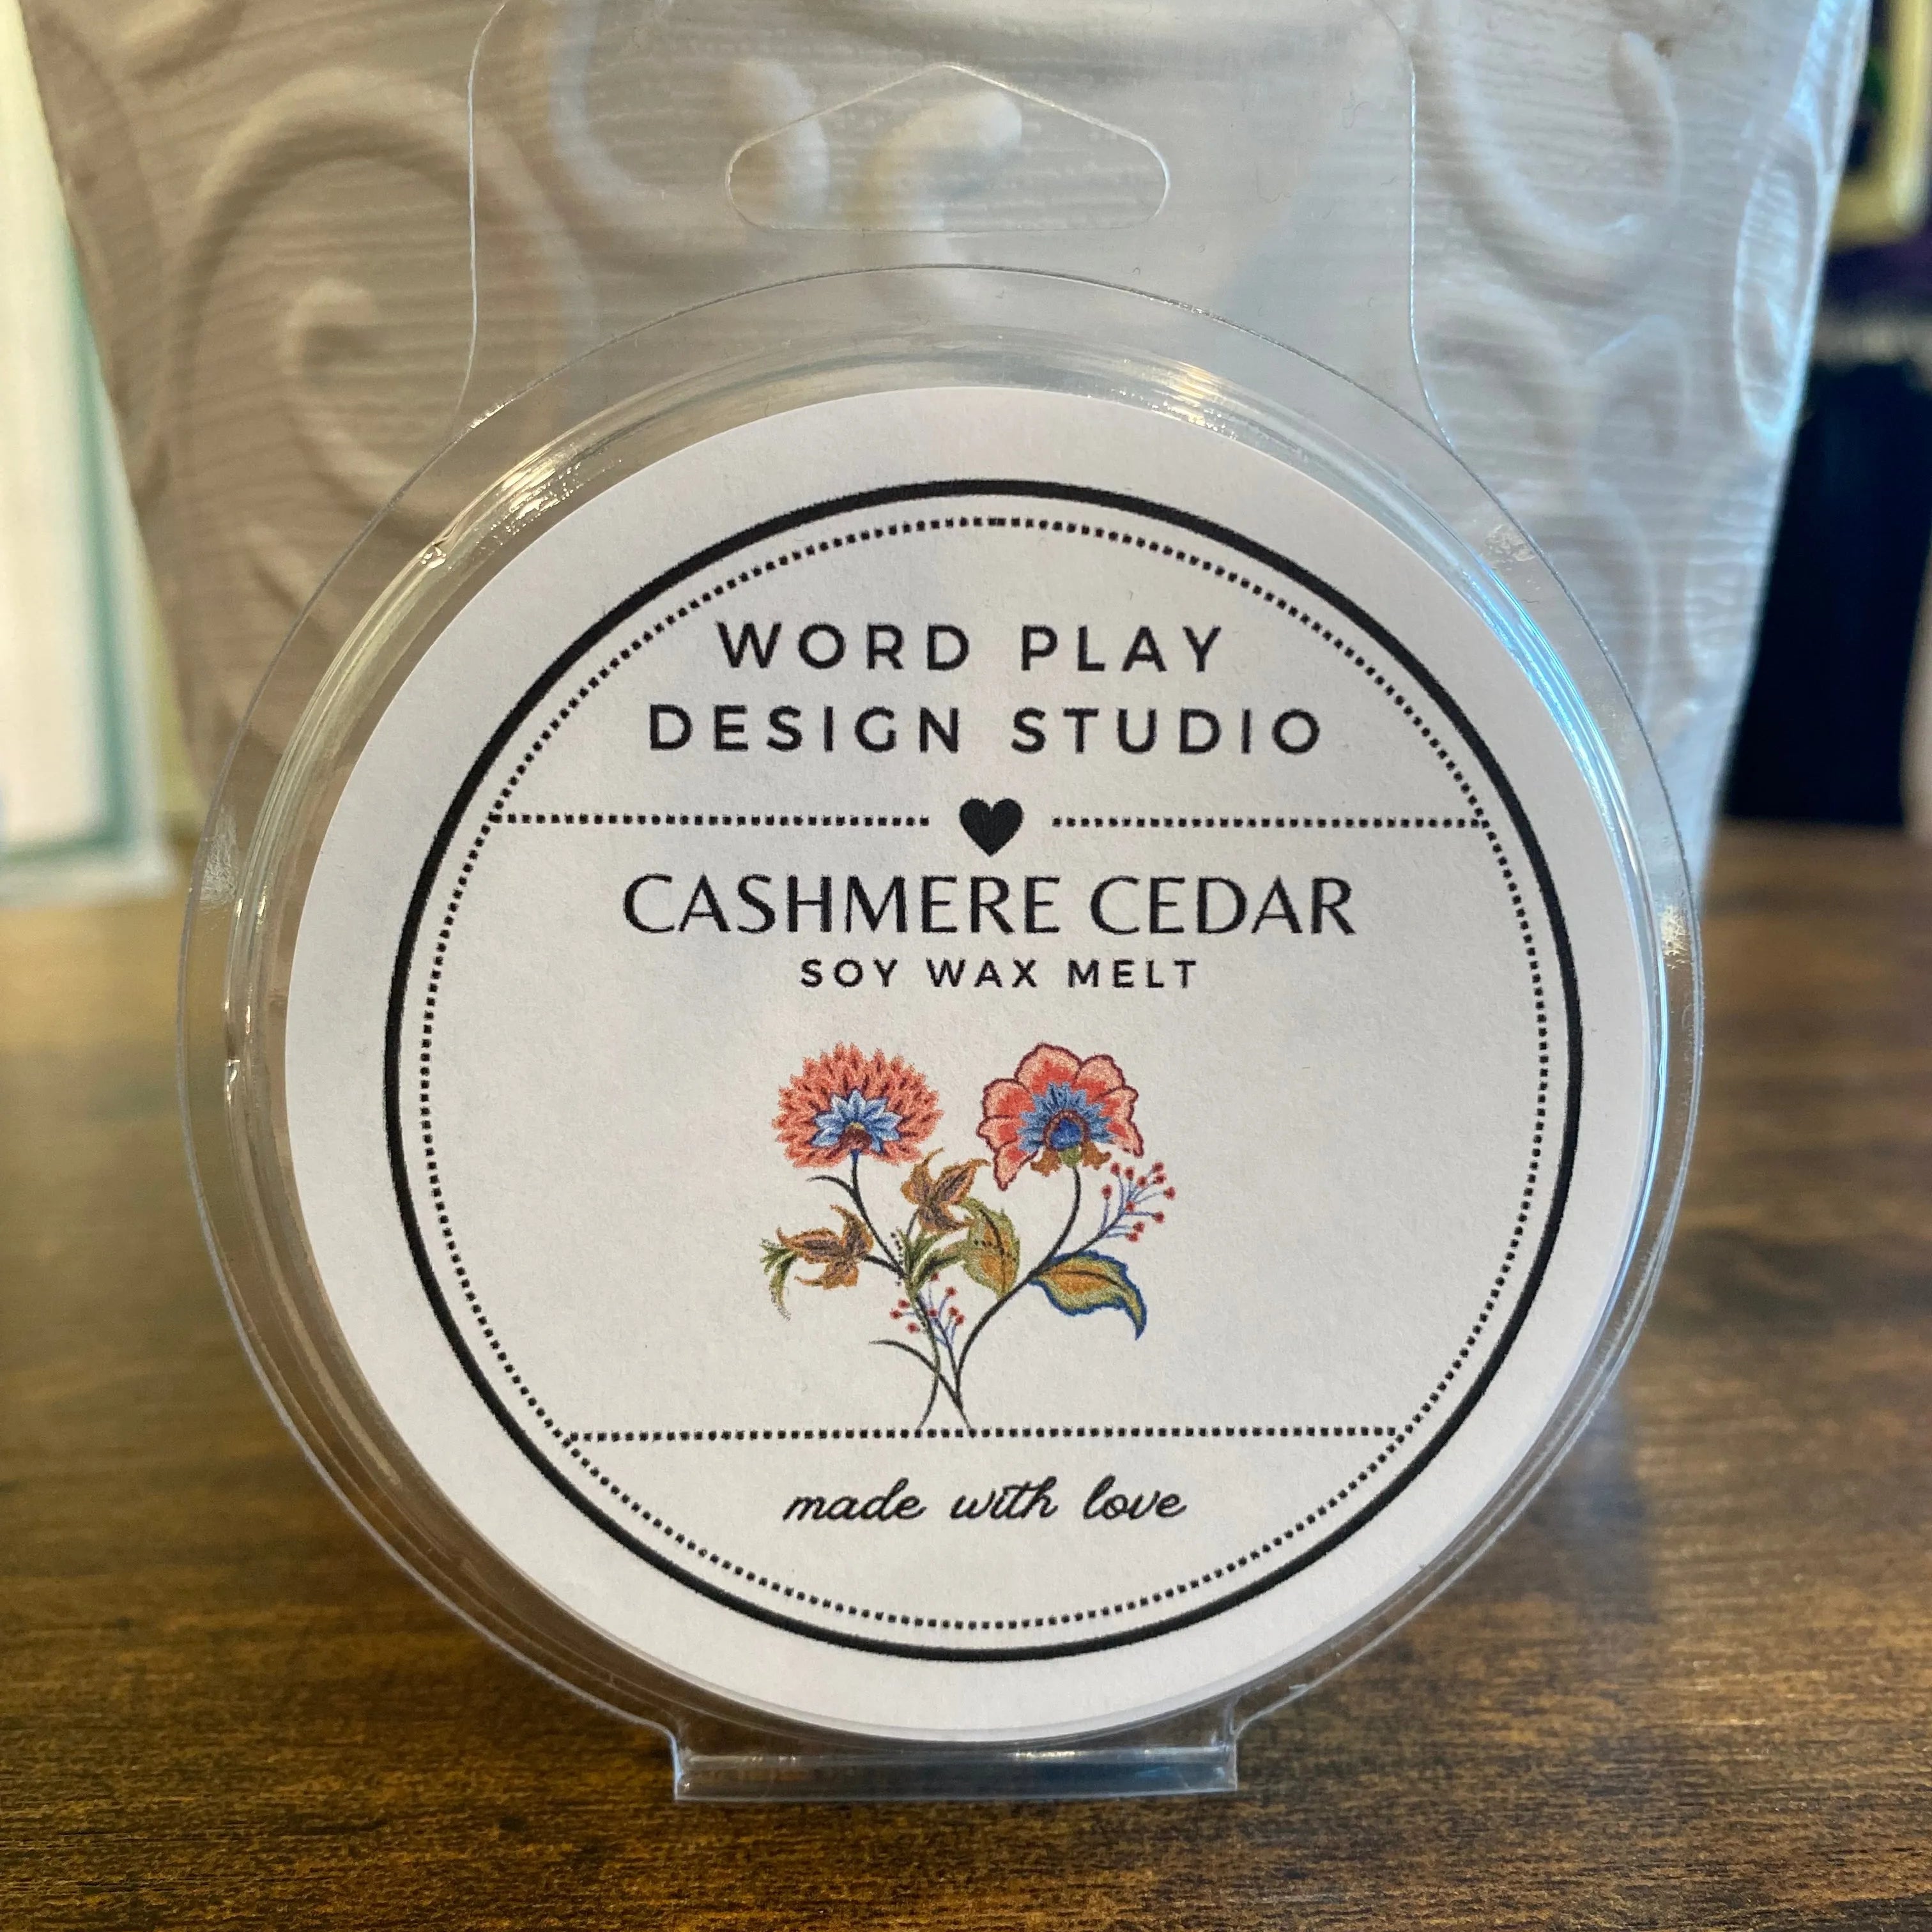 WORD PLAY
DESIGN STUDIO
CASHMERE CEDAR
SOY WAX MELT
made with love